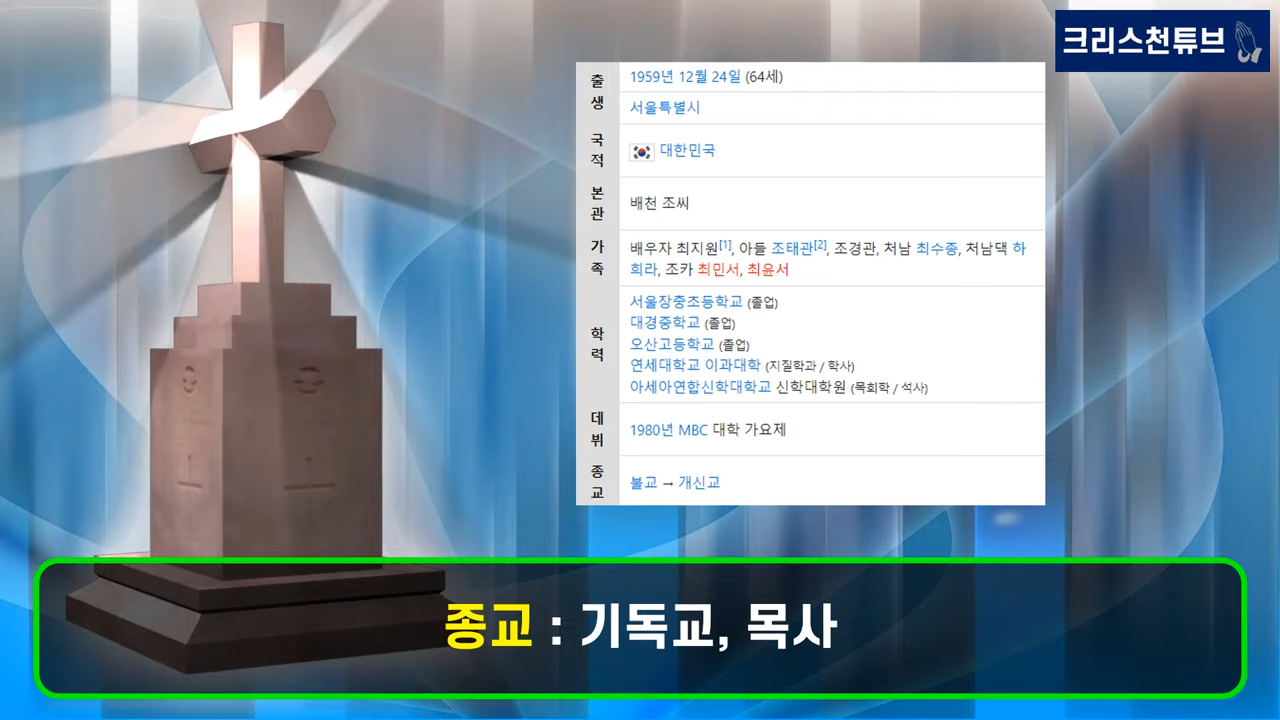 크리스천튜브
출생
1959년 12월 24일 (64세)
서울특별시
국적
대한민국
본관
배천 조씨
가족
배우자 최지원[1], 아들 조태관[2], 조경관, 처남 최수종, 처남댁 하
희라, 조카 최민서, 최윤서
학력
서울장충초등학교 (졸업)
대경중학교 (졸업)
오산고등학교 (졸업)
연세대학교 이과대학 (지질학과 / 학사)
아세아연합신학대학교 신학대학원 (목회학 / 석사)
데뷔
1980년 MBC 대학 가요제
종교
불교 → 개신교
종교 : 기독교, 목사